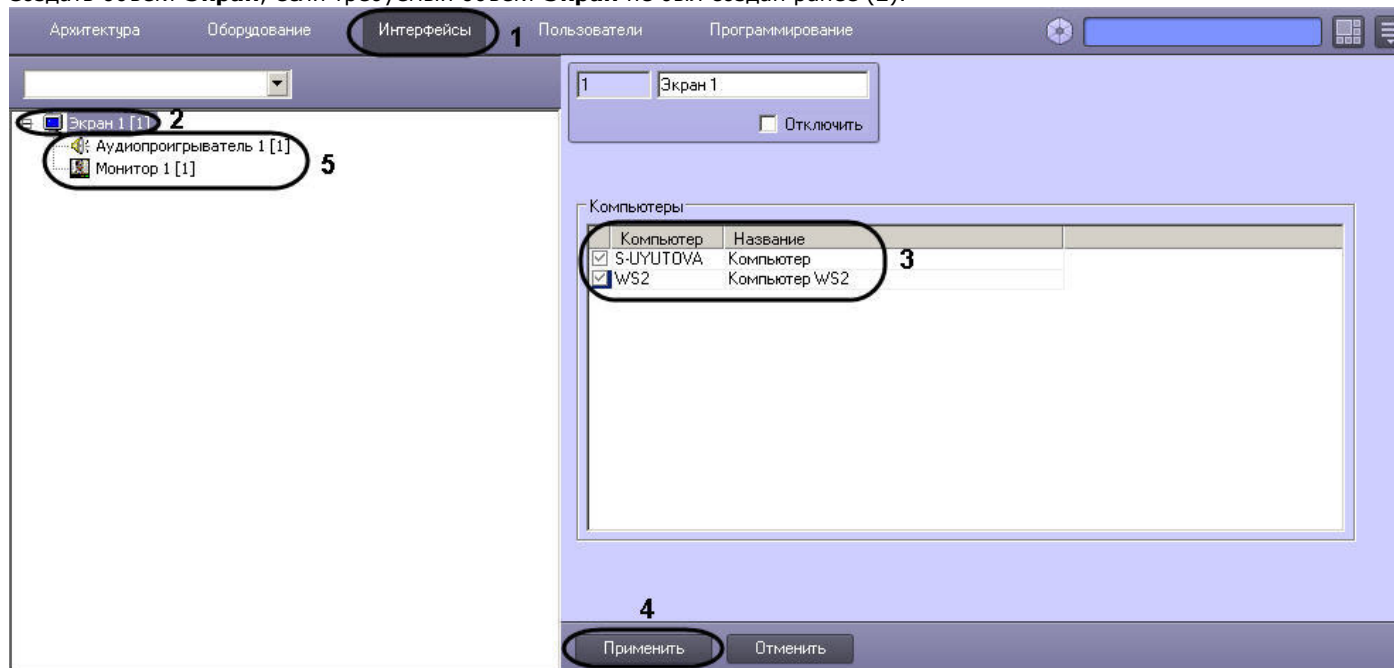 создать объект Экран, если требуемый объект Экран не был создан ранее (2).
Архитектура Оборудование Интерфейсы 1 Пользователи Программирование
1 Экран 1
Отключить
Экран 1 [1] 2
Аудиопроигрыватель 1 [1]
Монитор 1 [1]
5
Компьютеры
Компьютер Название
S-UYUTOVA Компьютер
WS2 Компьютер WS2
3
4
Применить Отменить